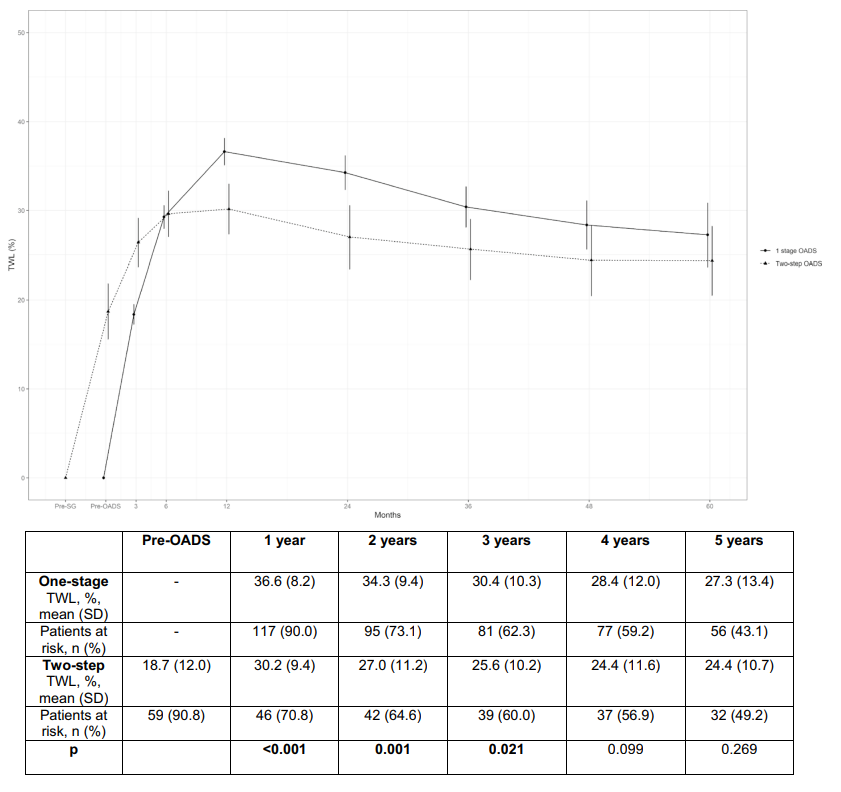 50
40
30
20
10
0
TWL (%)
1 stage OADS
Two-step OADS
Pre-SG Pre-OADS 3 6 12 24 36 48 60
Months
Pre-OADS 1 year 2 years 3 years 4 years 5 years
One-stage
TWL, %,
mean (SD)
- 36.6 (8.2) 34.3 (9.4) 30.4 (10.3) 28.4 (12.0) 27.3 (13.4)
Patients at
risk, n (%)
- 117 (90.0) 95 (73.1) 81 (62.3) 77 (59.2) 56 (43.1)
Two-step
TWL, %,
mean (SD)
18.7 (12.0) 30.2 (9.4) 27.0 (11.2) 25.6 (10.2) 24.4 (11.6) 24.4 (10.7)
Patients at
risk, n (%)
59 (90.8) 46 (70.8) 42 (64.6) 39 (60.0) 37 (56.9) 32 (49.2)
p <0.001 0.001 0.021 0.099 0.269